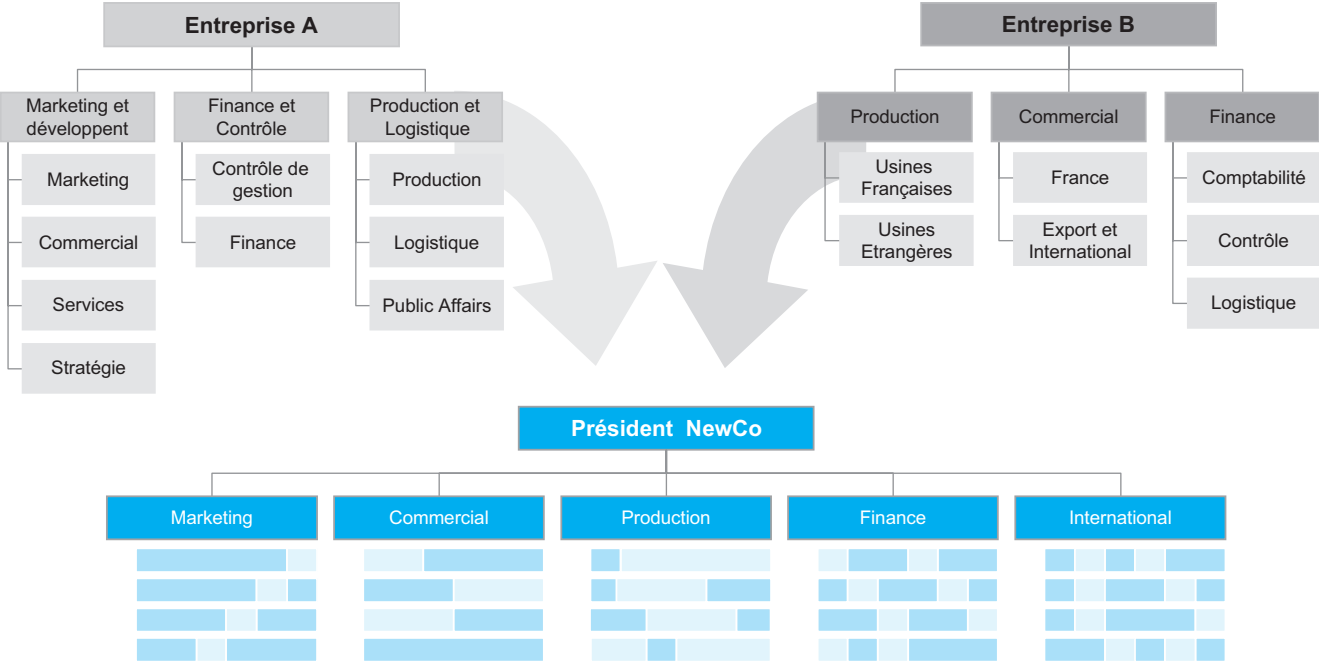 Entreprise A
Marketing et
développent
Finance et
Contrôle
Production et
Logistique
Marketing
Commercial
Services
Stratégie
Contrôle de
gestion
Finance
Production
Logistique
Public Affairs
Entreprise B
Production
Commercial
Finance
Usines
Françaises
Usines
Etrangères
France
Export et
International
Comptabilité
Contrôle
Logistique
Président NewCo
Marketing
Commercial
Production
Finance
International